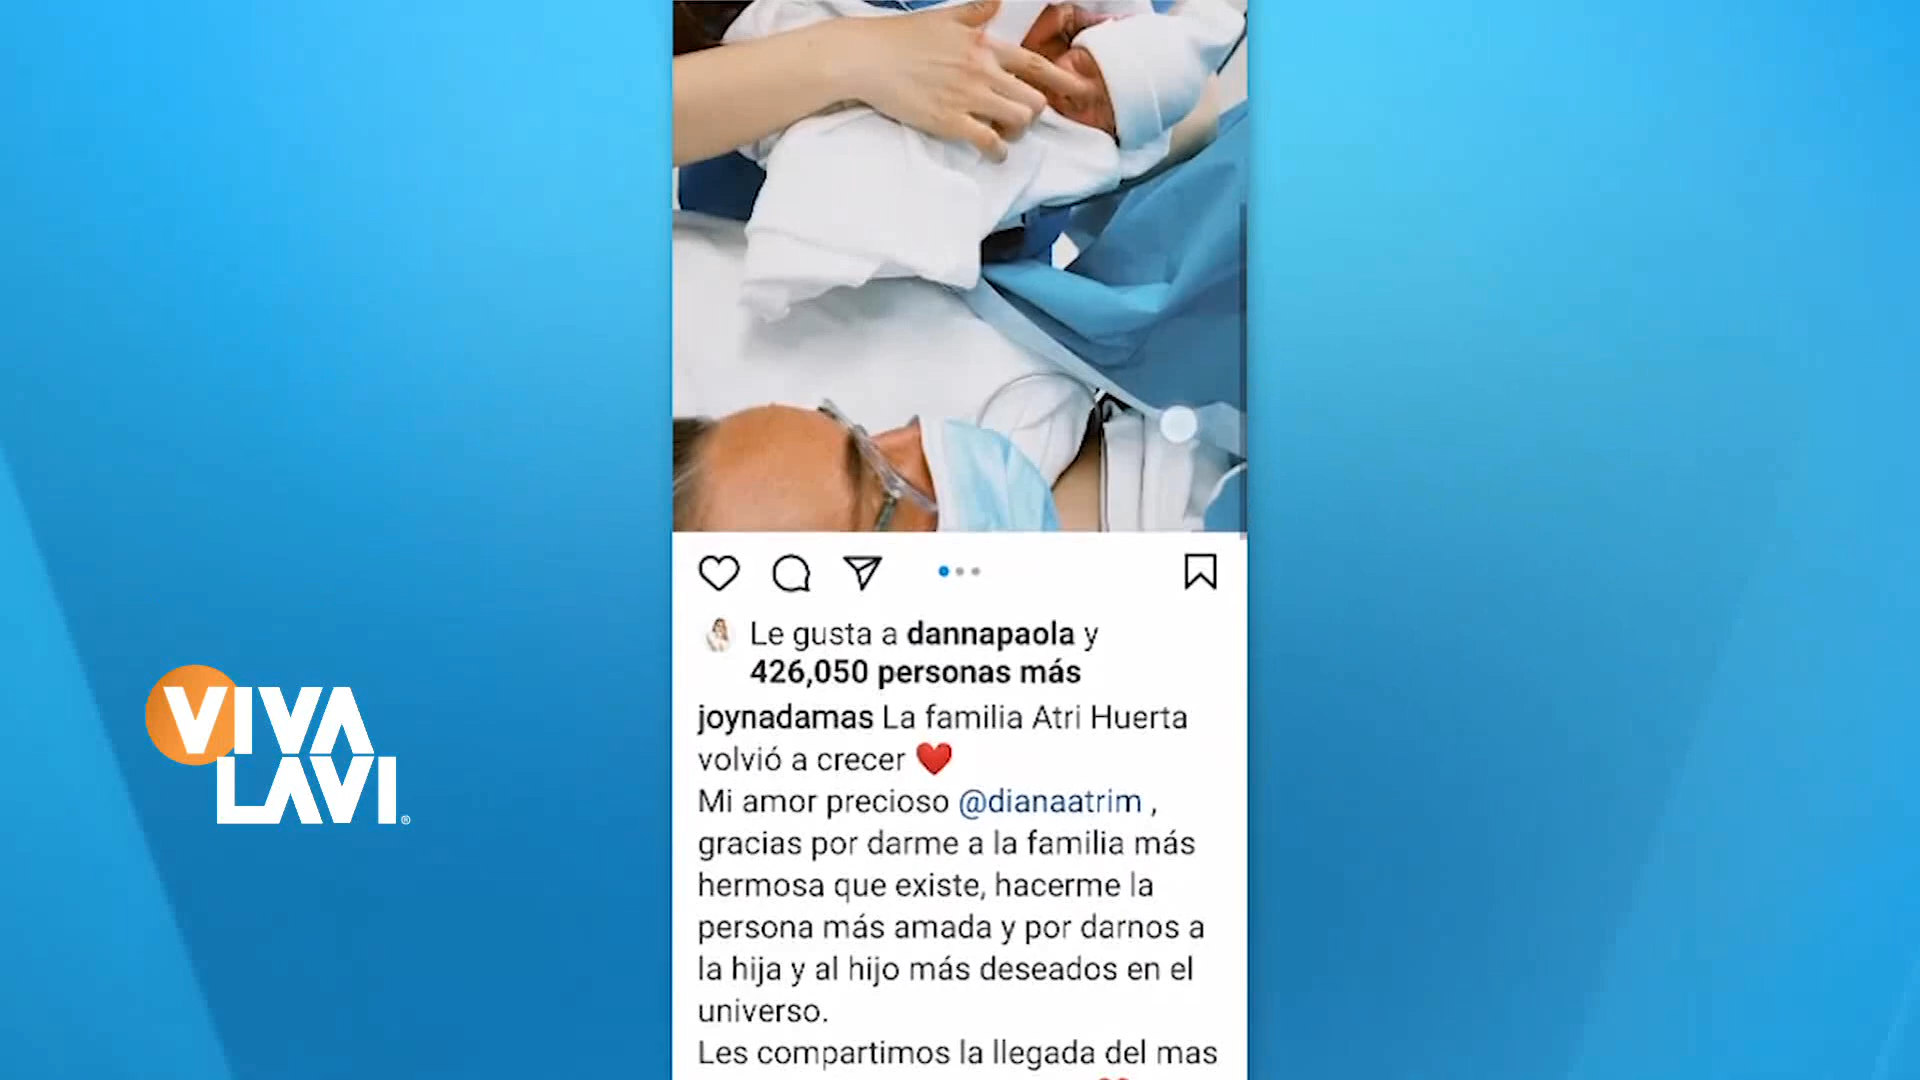 Le gusta a dannapaola y
426,050 personas más
joynadamas La familia Atri Huerta
volvió a crecer ❤️
Mi amor precioso @dianaatrim ,
gracias por darme a la familia más
hermosa que existe, hacerme la
persona más amada y por darnos a
la hija y al hijo más deseados en el
universo.
Les compartimos la llegada del mas
VIVA
LAVI®